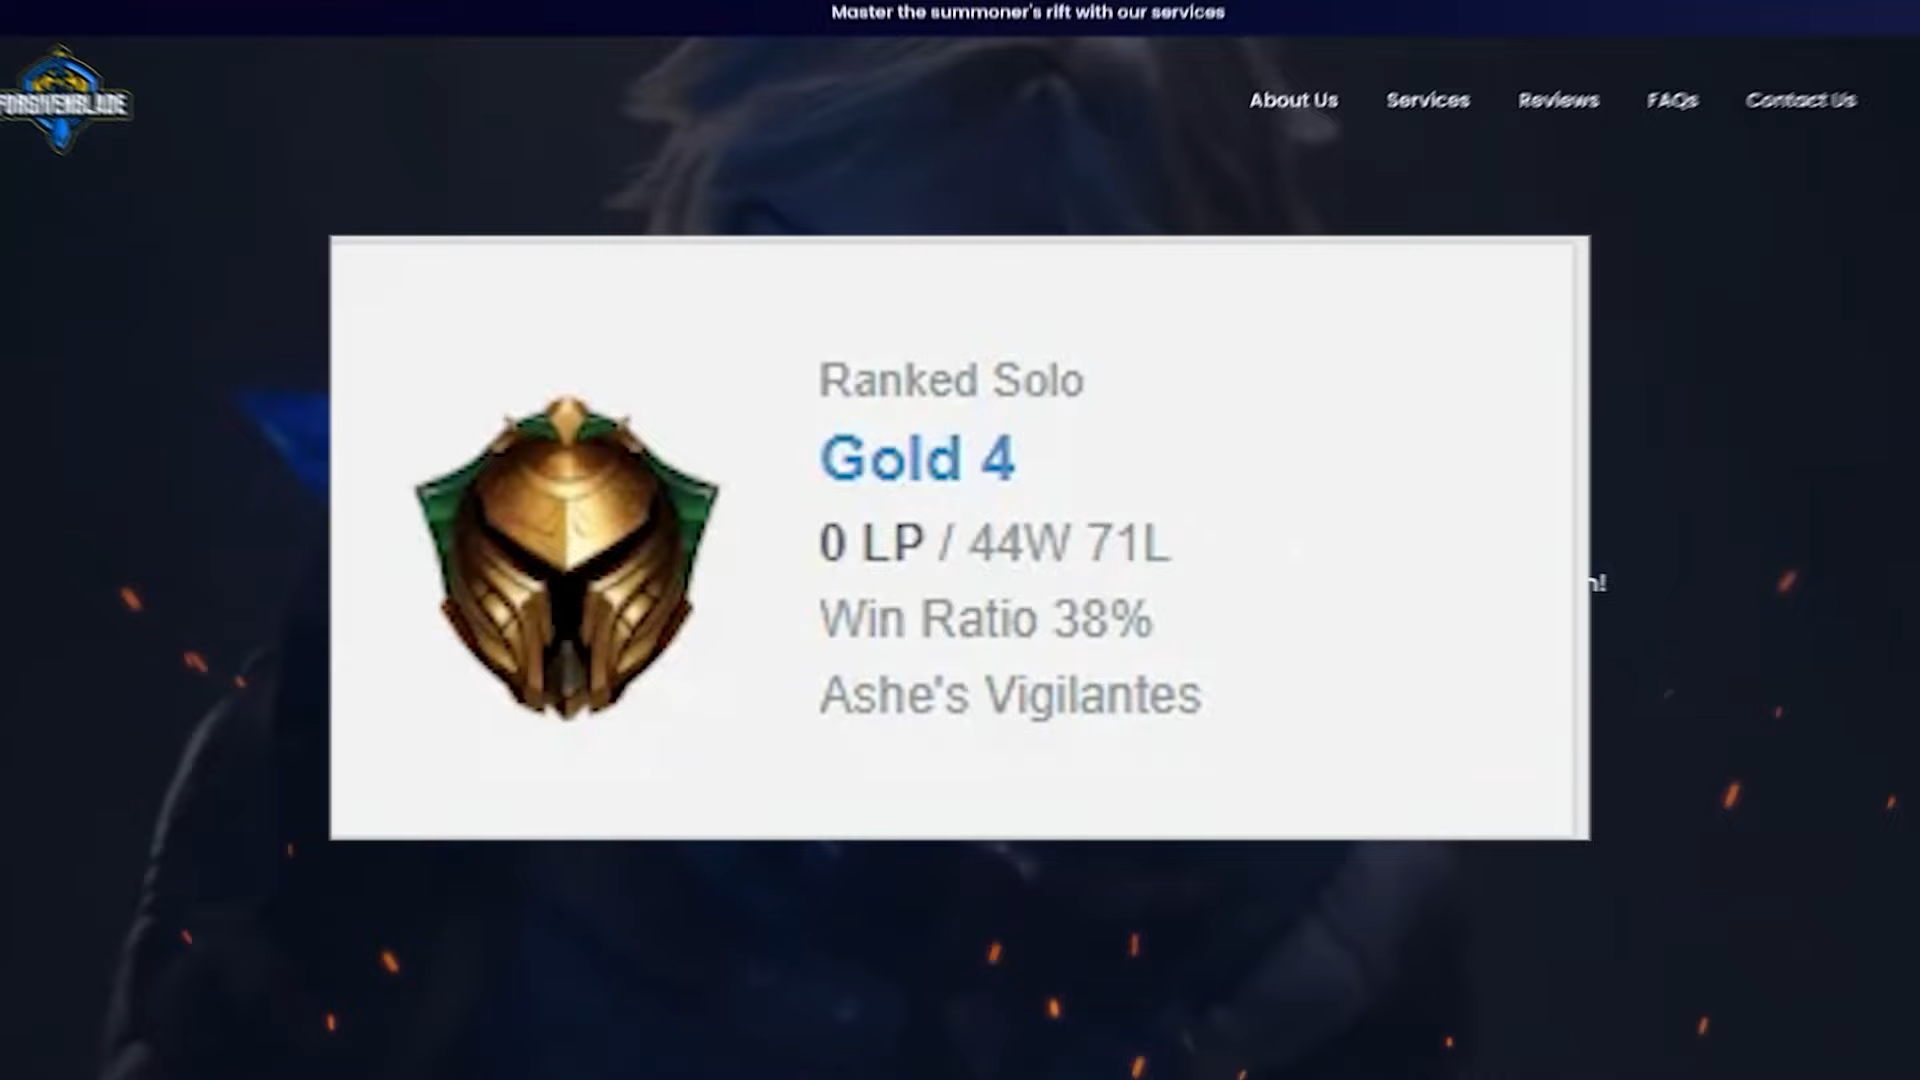 Master the summoner's rift with our services
FORGIVENBLADE
About Us Services Reviews FAQs Contact Us
Ranked Solo
Gold 4
0 LP / 44W 71L
Win Ratio 38%
Ashe's Vigilantes